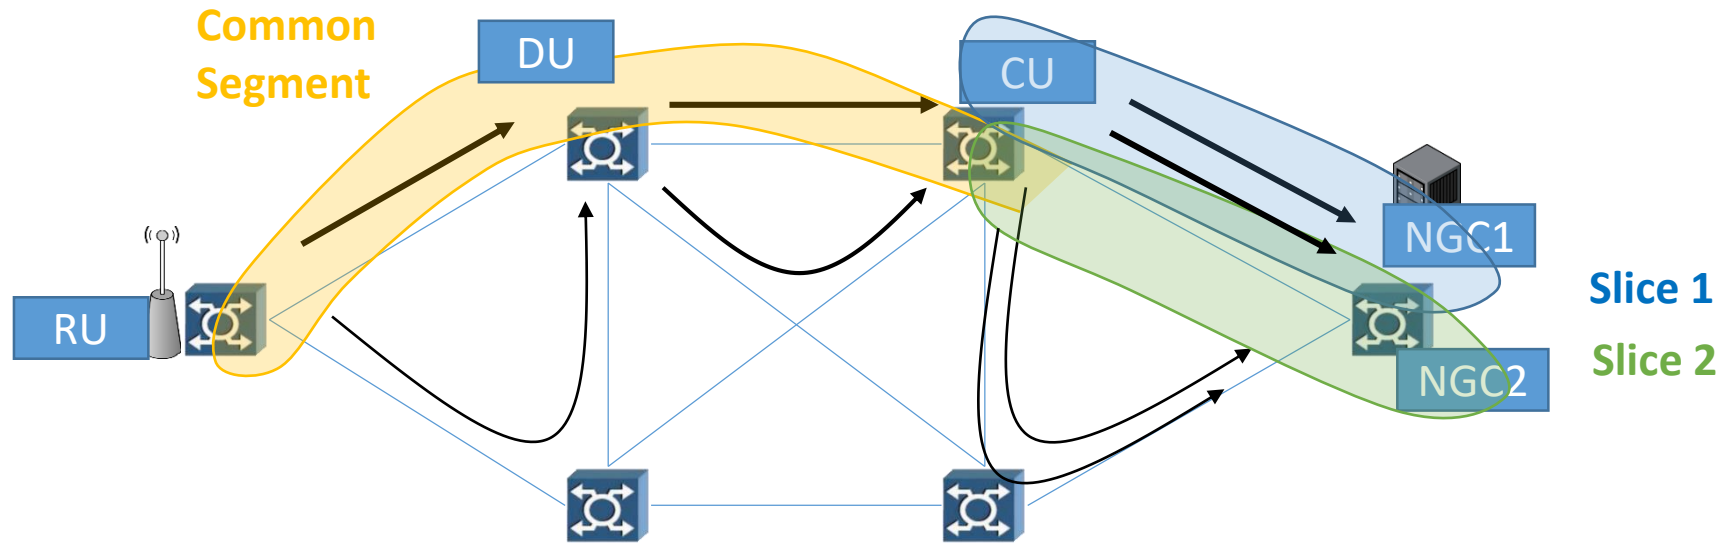 Common
Segment
DU
CU
NGC1
RU
Slice 1
Slice 2
NGC2